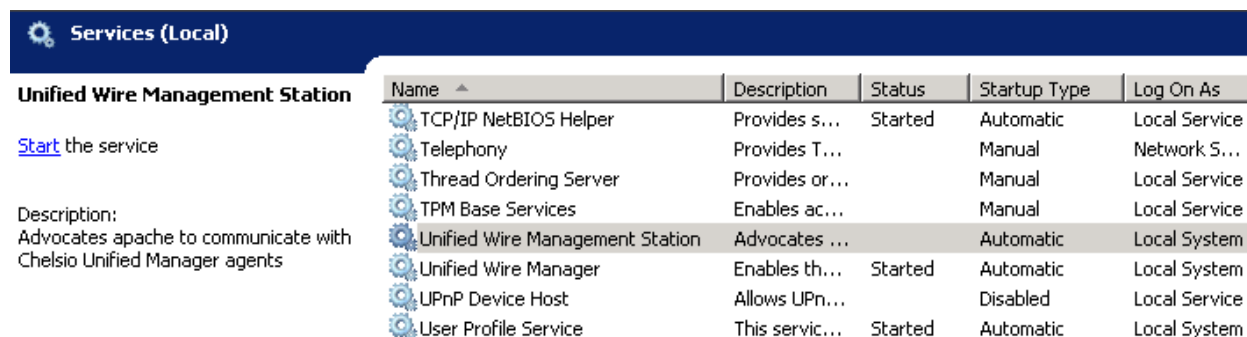 Services (Local)
Unified Wire Management Station
Start the service
Description:
Advocates apache to communicate with
Chelsio Unified Manager agents
Name Description Status Startup Type Log On As
TCP/IP NetBIOS Helper Provides s... Started Automatic Local Service
Telephony Provides T... Manual Network S...
Thread Ordering Server Provides or... Manual Local Service
TPM Base Services Enables ac... Manual Local Service
Unified Wire Management Station Advocates ... Automatic Local System
Unified Wire Manager Enables th... Started Automatic Local System
UPnP Device Host Allows UPn... Disabled Local Service
User Profile Service This servic... Started Automatic Local System